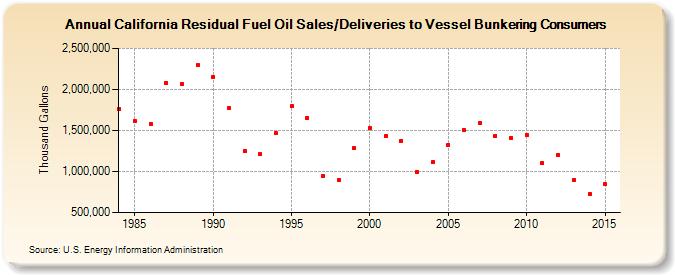 Annual California Residual Fuel Oil Sales/Deliveries to Vessel Bunkering Consumers
Thousand Gallons
2,500,000
2,000,000
1,500,000
1,000,000
500,000
1985 1990 1995 2000 2005 2010 2015
Source: U.S. Energy Information Administration